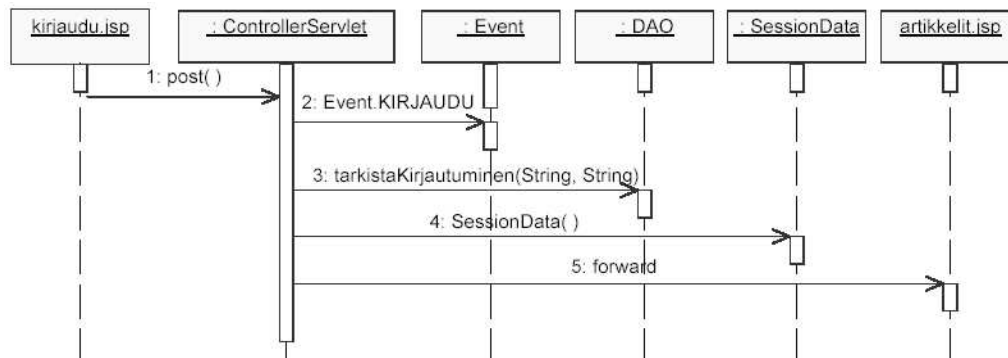 kirjaudu.jsp
: ControllerServlet
: Event
: DAO
: SessionData
artikkelit.jsp
1: post( )
2: Event.KIRJAUDU
3: tarkistaKirjautuminen(String, String)
4: SessionData( )
5: forward